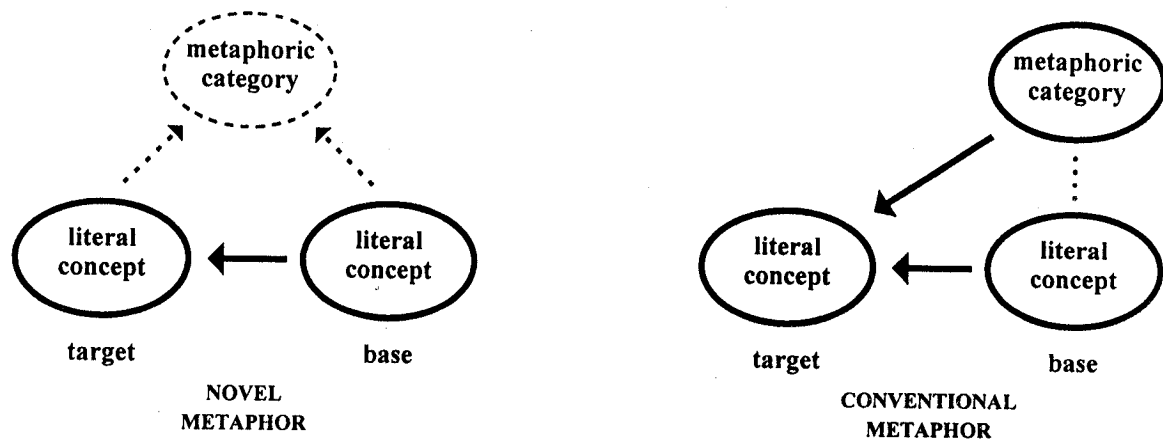 metaphoric
category
literal
concept
literal
concept
target
base
NOVEL
METAPHOR
metaphoric
category
literal
concept
literal
concept
target
base
CONVENTIONAL
METAPHOR